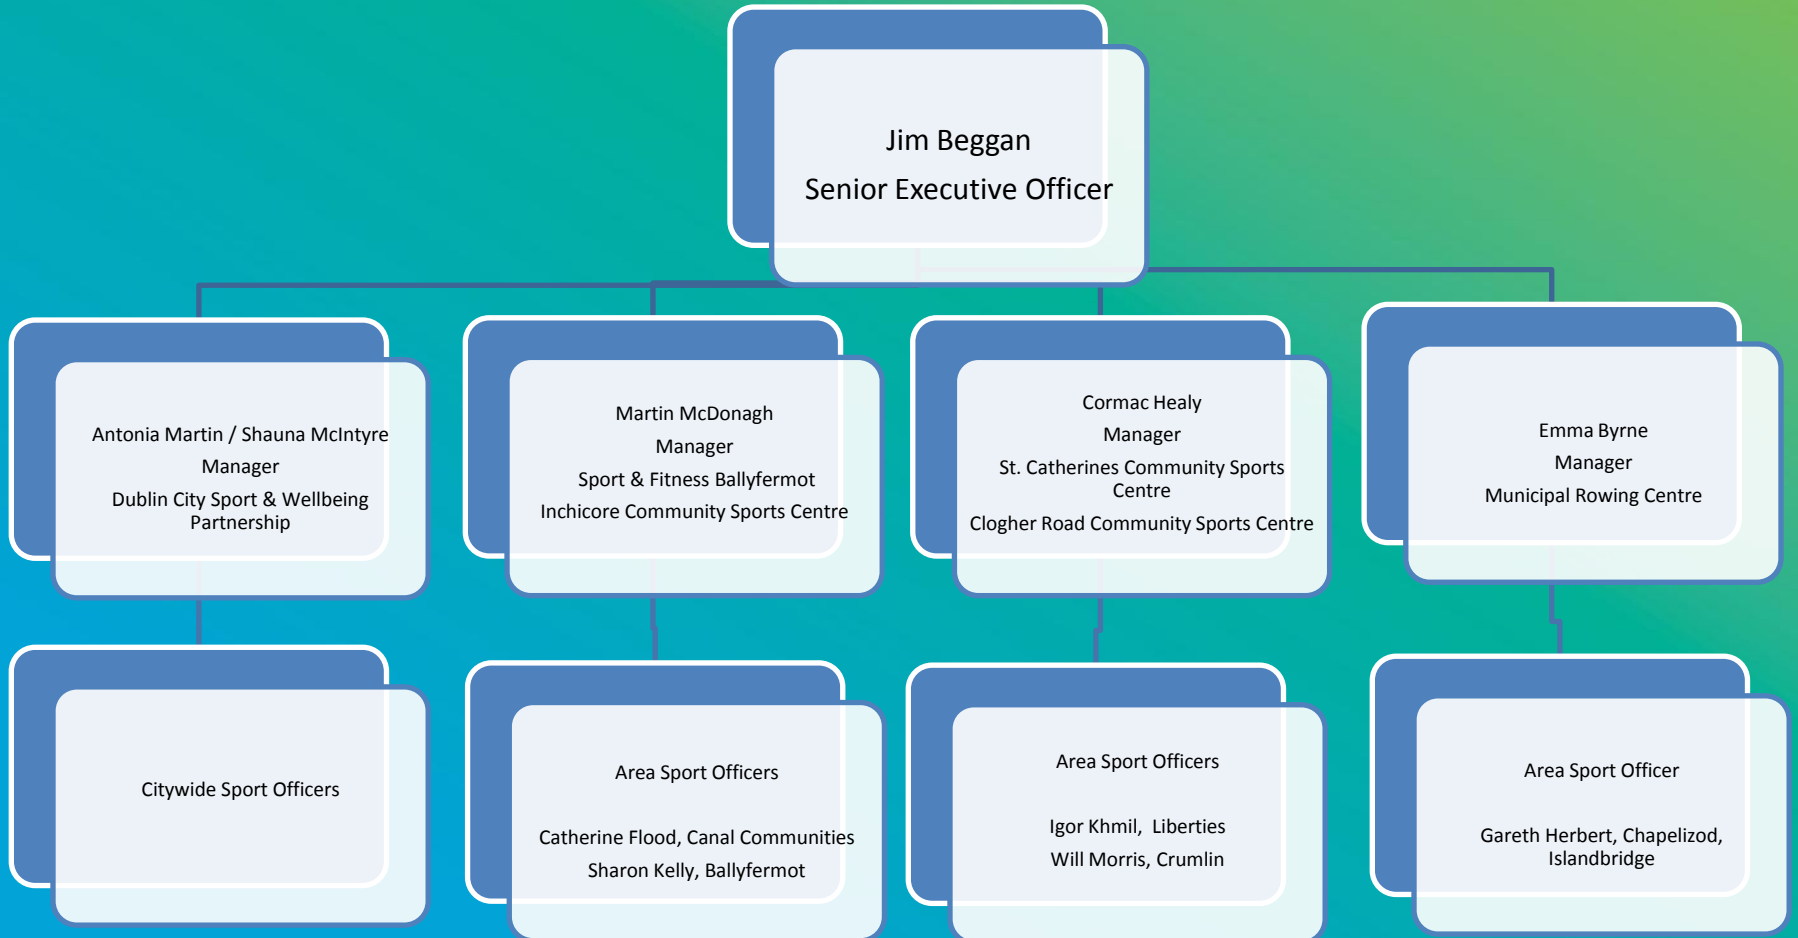 Jim Beggan
Senior Executive Officer
Antonia Martin / Shauna McIntyre
Manager
Dublin City Sport & Wellbeing
Partnership
Martin McDonagh
Manager
Sport & Fitness Ballyfermot
Inchicore Community Sports Centre
Cormac Healy
Manager
St. Catherines Community Sports
Centre
Clogher Road Community Sports Centre
Emma Byrne
Manager
Municipal Rowing Centre
Citywide Sport Officers
Area Sport Officers
Catherine Flood, Canal Communities
Sharon Kelly, Ballyfermot
Area Sport Officers
Igor Khmil, Liberties
Will Morris, Crumlin
Area Sport Officer
Gareth Herbert, Chapelizod,
Islandbridge